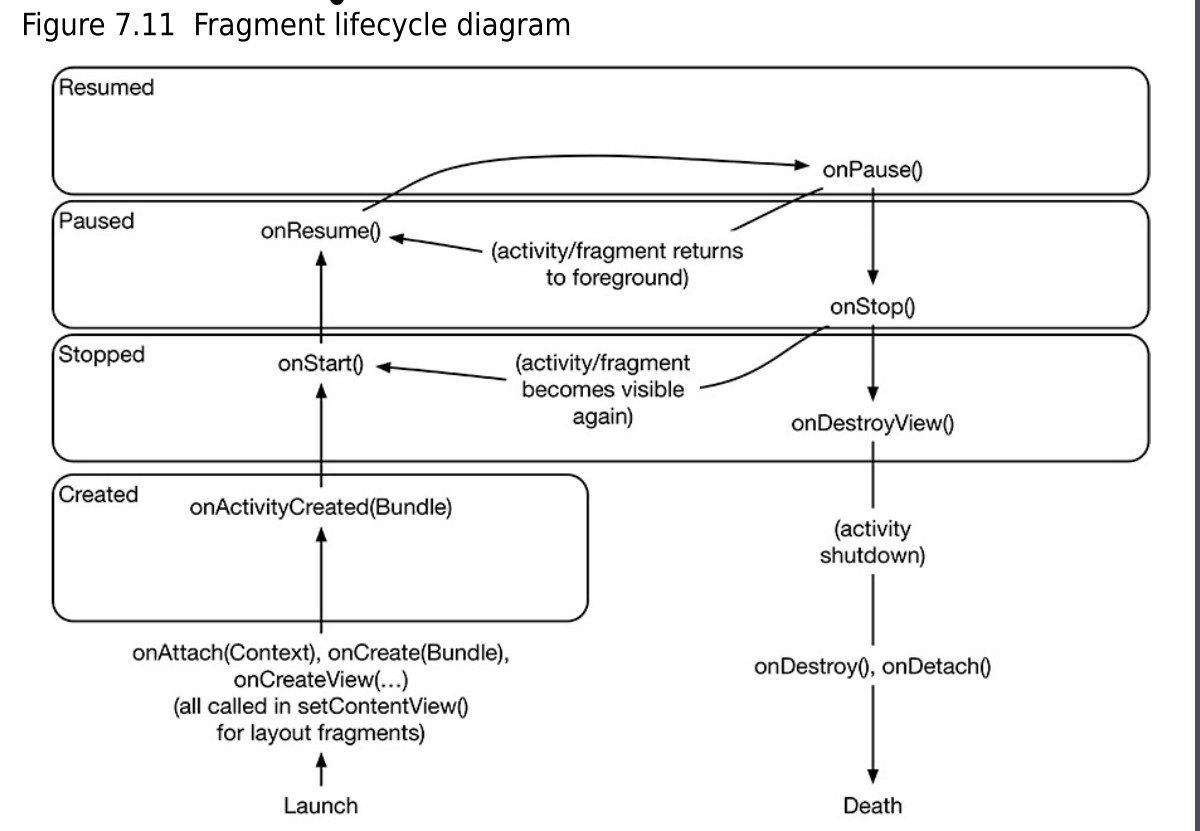 Figure 7.11 Fragment lifecycle diagram
Resumed
onPause()
Paused
onResume()
(activity/fragment returns
to foreground)
onStop()
Stopped
onStart()
(activity/fragment
becomes visible
again)
onDestroyView()
Created
onActivityCreated(Bundle)
(activity
shutdown)
onAttach(Context), onCreate(Bundle),
onCreateView(...)
(all called in setContentView()
for layout fragments)
onDestroy(), onDetach()
Launch
Death